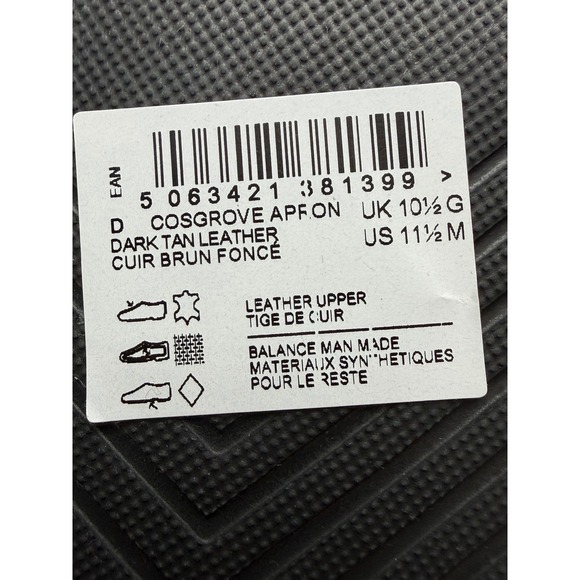 EAN
5 063421 381399 >
D COSGROVE APRON UK 10½ G
DARK TAN LEATHER US 11½ M
CUIR BRUN FONCE
LEATHER UPPER
TIGE DE CUIR
BALANCE MAN MADE
MATERIAUX SYNTHETIQUES
POUR LE RESTE